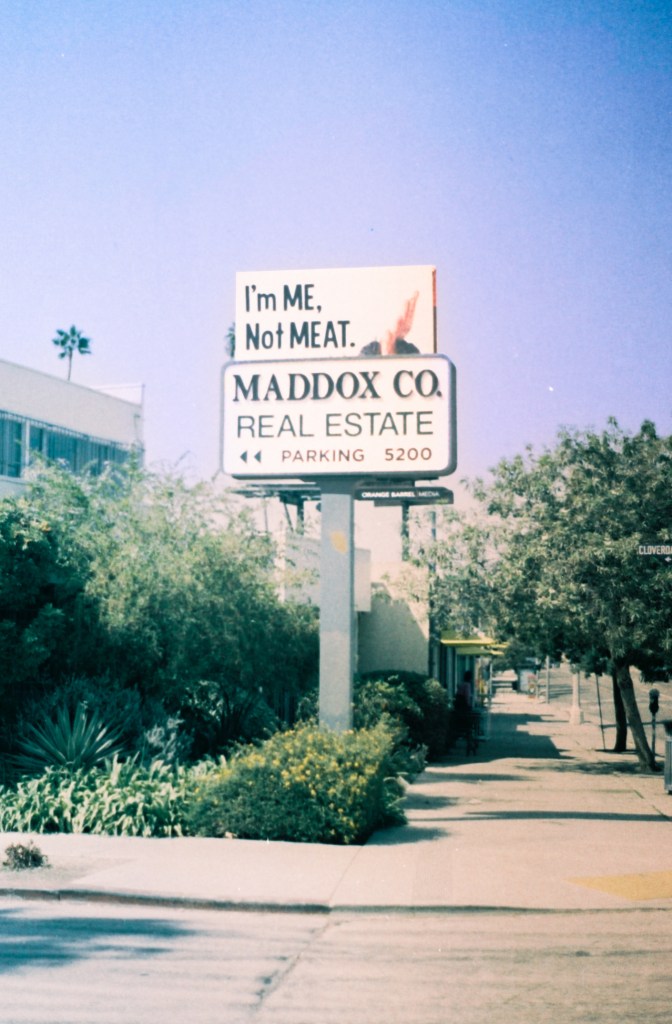 I'm ME,
Not MEAT.
MADDOX CO.
REAL ESTATE
PARKING 5200
ORANGE BARREL MEDIA